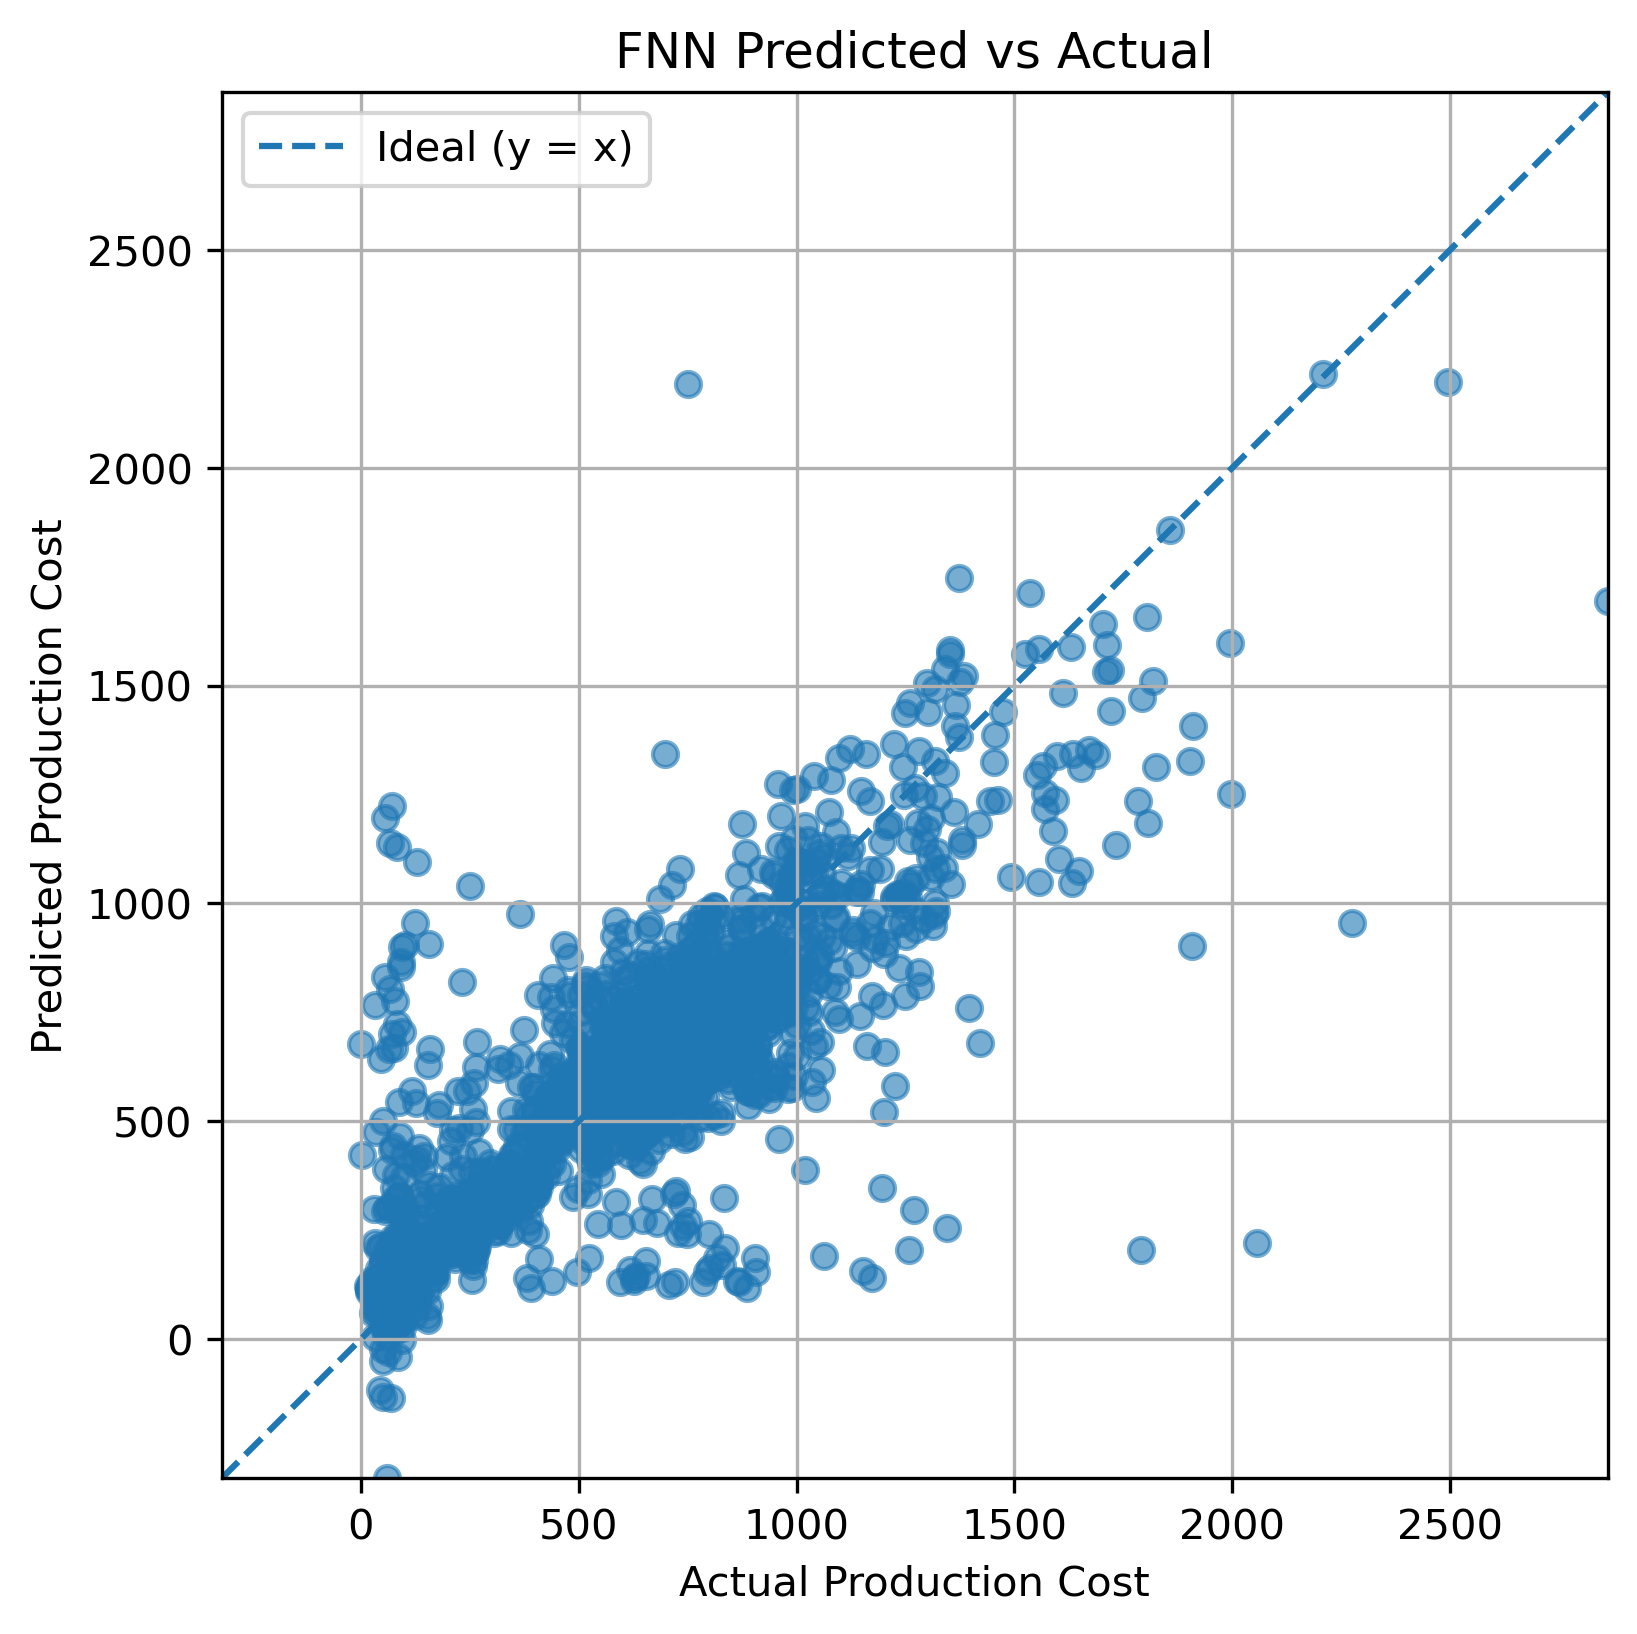 FNN Predicted vs Actual
Ideal (y = x)
2500
2000
1500
1000
500
0
Predicted Production Cost
0 500 1000 1500 2000 2500
Actual Production Cost